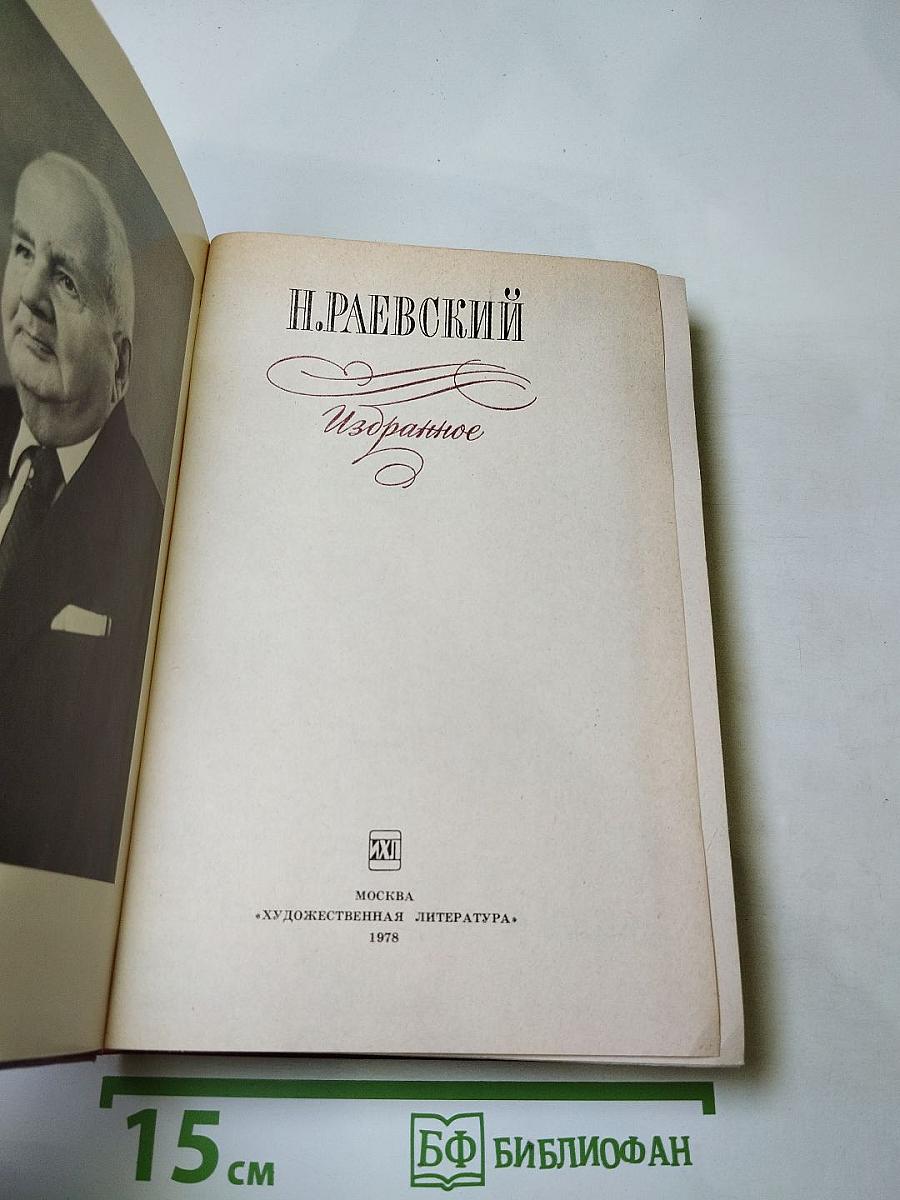 Н.РАЕВСКИЙ
Избранное
ИХЛ
МОСКВА
«ХУДОЖЕСТВЕННАЯ ЛИТЕРАТУРА»
1978
15 см
БФ БИБЛИОФАН